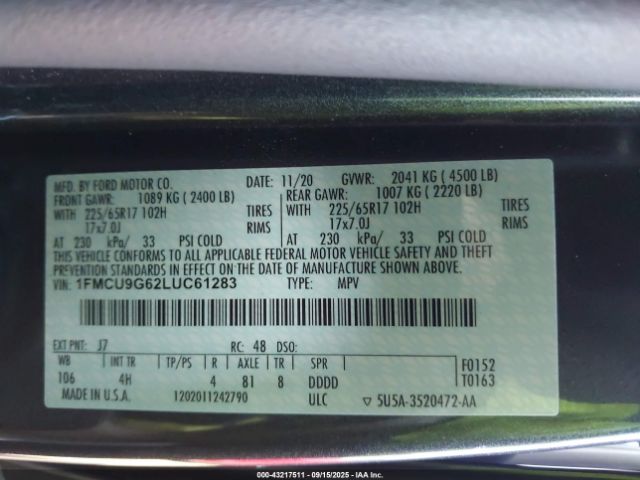 MFD. BY FORD MOTOR CO. DATE: 11/20 GVWR: 2041 KG ( 4500 LB)
FRONT GAWR: 1089 KG ( 2400 LB) REAR GAWR: 1007 KG ( 2220 LB)
WITH 225/65R17 102H TIRES WITH 225/65R17 102H TIRES
17x7.0J RIMS 17x7.0J RIMS
AT 230 kPa/ 33 PSI COLD AT 230 kPa/ 33 PSI COLD
THIS VEHICLE CONFORMS TO ALL APPLICABLE FEDERAL MOTOR VEHICLE SAFETY AND THEFT
PREVENTION STANDARDS IN EFFECT ON THE DATE OF MANUFACTURE SHOWN ABOVE.
VIN: 1FMCU9G62LUC61283 TYPE: MPV
EXT PNT: J7 RC: 48 DSO:
WB INT TR TP/PS R AXLE TR SPR F0152
106 4H 4 81 8 DDDD T0163
MADE IN U.S.A. 1202011242790 ULC ▽ 5U5A-3520472-AA
000-43217511 - 09/15/2025 - IAA Inc.